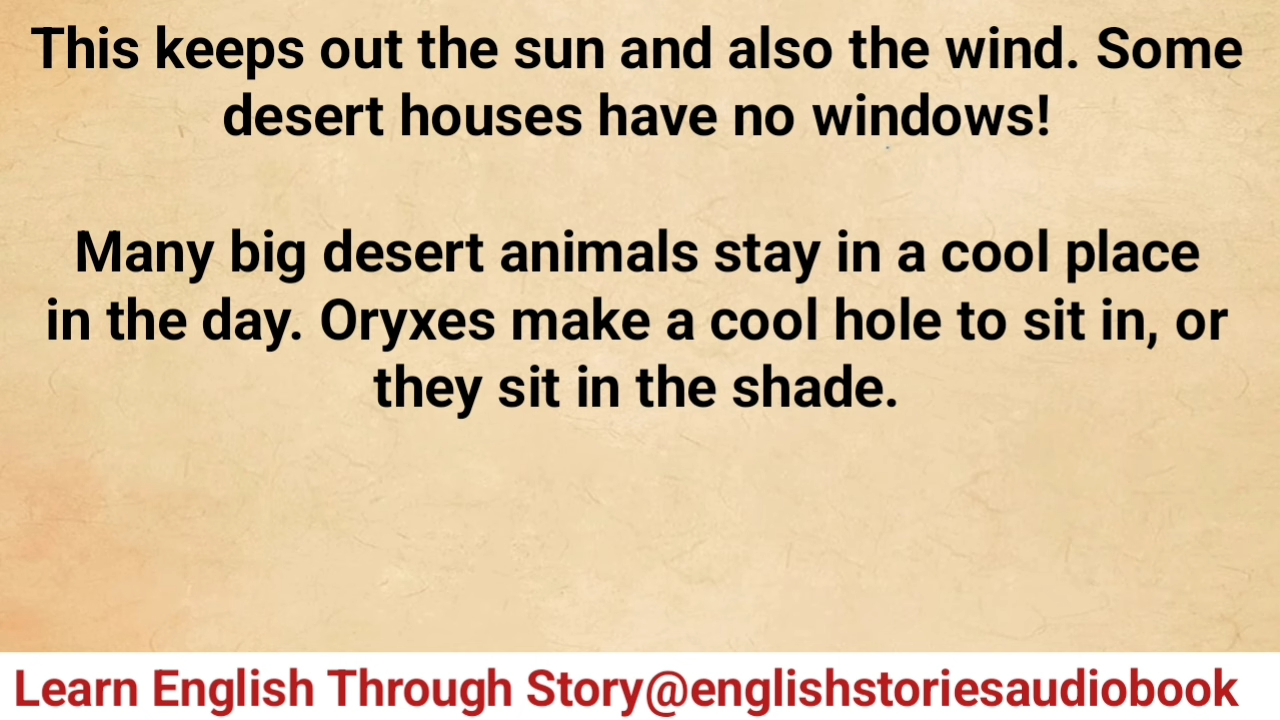 This keeps out the sun and also the wind. Some
desert houses have no windows!
Many big desert animals stay in a cool place
in the day. Oryxes make a cool hole to sit in, or
they sit in the shade.
Learn English Through Story@englishstoriesaudiobook